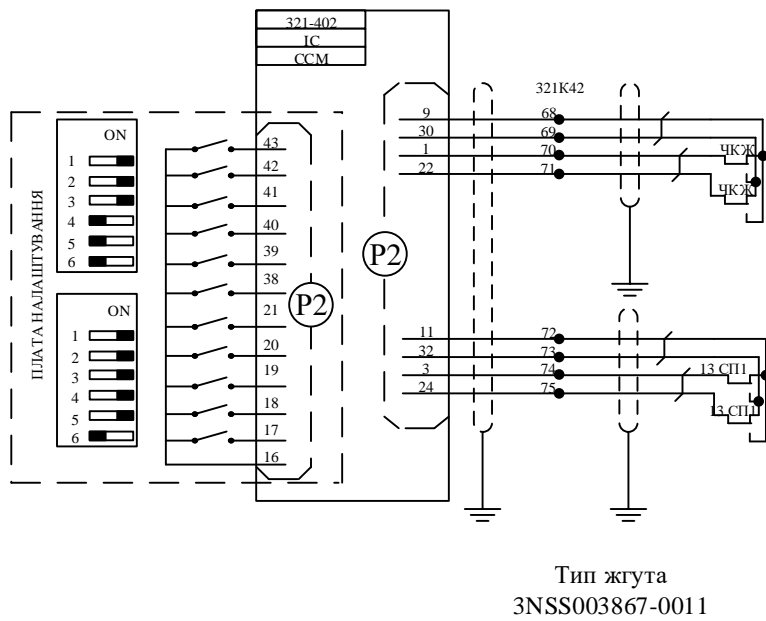 321-402
IC
CCM
321К42
ПЛАТА НАЛАШТУВАННЯ
ON
1
2
3
4
5
6
ON
1
2
3
4
5
6
43
42
41
40
39
38
21
20
19
18
17
16
P2
P2
9 68
30 69
1 70 ЧКЖ
22 71 ЧКЖ
11 72
32 73
3 74 13 СП1
24 75 13 СП1
Тип жгута
3NSS003867-0011